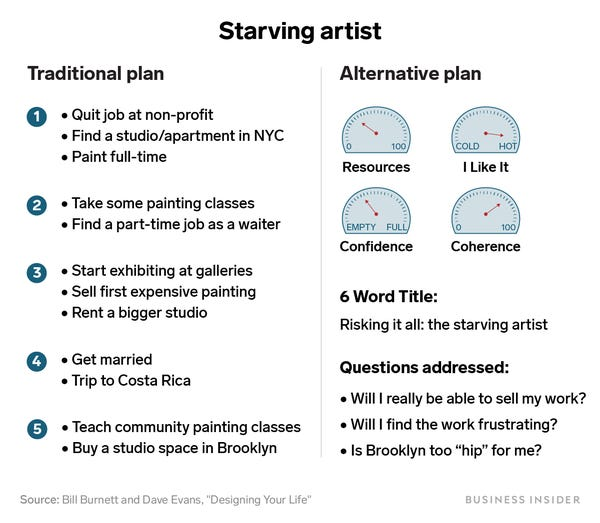 Starving artist
Traditional plan
1
• Quit job at non-profit
• Find a studio/apartment in NYC
• Paint full-time
2
• Take some painting classes
• Find a part-time job as a waiter
3
• Start exhibiting at galleries
• Sell first expensive painting
• Rent a bigger studio
4
• Get married
• Trip to Costa Rica
5
• Teach community painting classes
• Buy a studio space in Brooklyn
Alternative plan
0 100
Resources
COLD HOT
I Like It
EMPTY FULL
Confidence
0 100
Coherence
6 Word Title:
Risking it all: the starving artist
Questions addressed:
• Will I really be able to sell my work?
• Will I find the work frustrating?
• Is Brooklyn too “hip” for me?
Source: Bill Burnett and Dave Evans, "Designing Your Life"
BUSINESS INSIDER